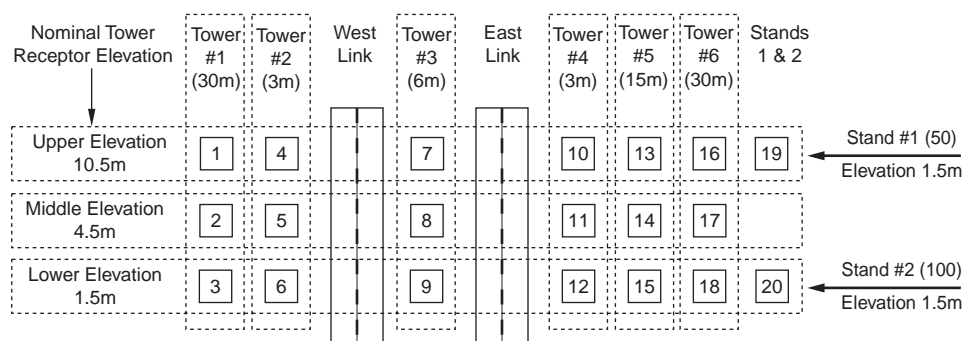 Nominal Tower
Receptor Elevation
Tower
#1
(30m)
Tower
#2
(3m)
West
Link
Tower
#3
(6m)
East
Link
Tower
#4
(3m)
Tower
#5
(15m)
Tower
#6
(30m)
Stands
1 & 2
Upper Elevation
10.5m
1
4
7
10
13
16
19
Stand #1 (50)
Elevation 1.5m
Middle Elevation
4.5m
2
5
8
11
14
17
Lower Elevation
1.5m
3
6
9
12
15
18
20
Stand #2 (100)
Elevation 1.5m